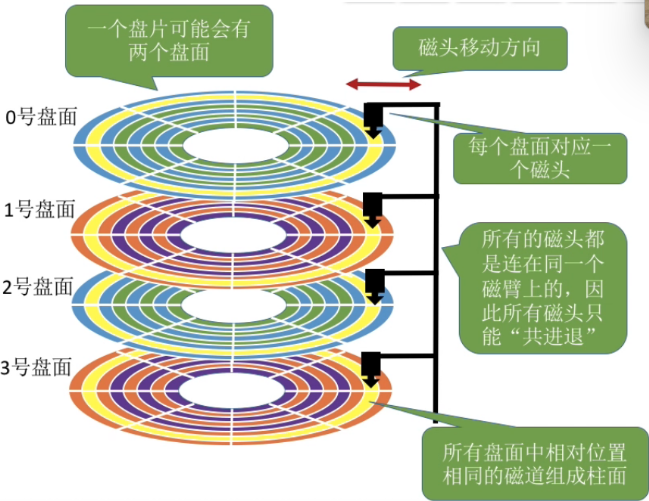 一个盘片可能会有
两个盘面
磁头移动方向
0号盘面
每个盘面对应一
个磁头
1号盘面
所有的磁头都
是连在同一个
磁臂上的，因
此所有磁头只
能“共进退”
2号盘面
3号盘面
所有盘面中相对位置
相同的磁道组成柱面